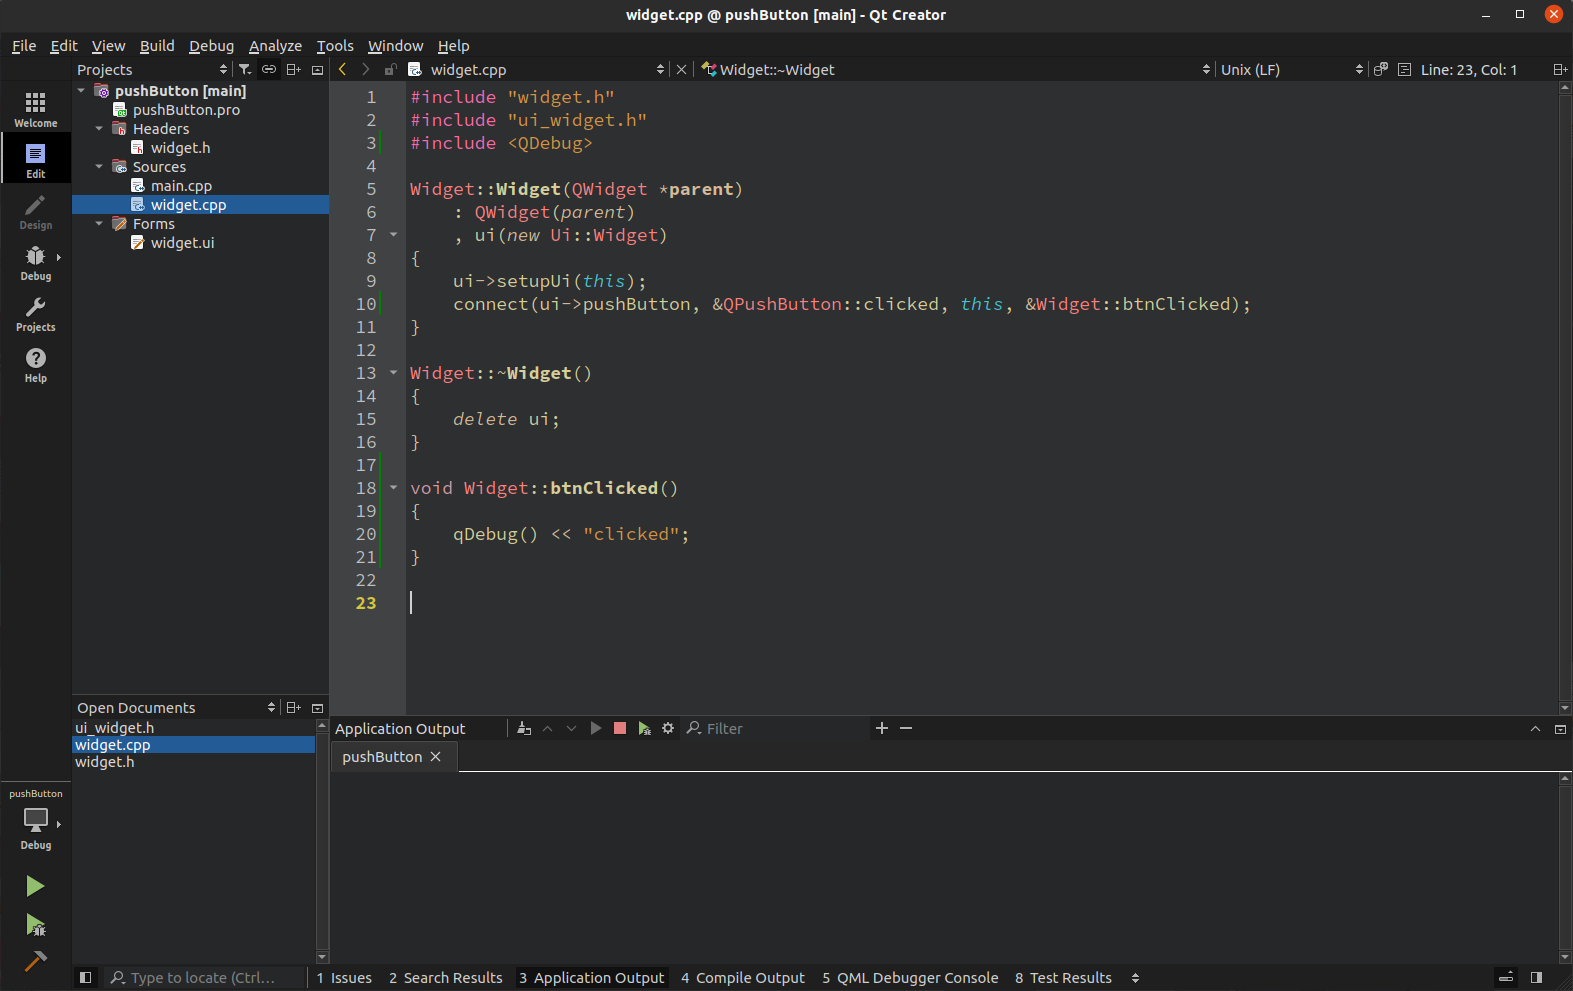 widget.cpp @ pushButton [main] - Qt Creator
File Edit View Build Debug Analyze Tools Window Help
Projects
widget.cpp
Widget::~Widget
Unix (LF)
Line: 23, Col: 1
Welcome
Edit
Design
Debug
Projects
Help
pushButton [main]
pushButton.pro
Headers
widget.h
Sources
main.cpp
widget.cpp
Forms
widget.ui
1 #include "widget.h"
2 #include "ui_widget.h"
3 #include <QDebug>
4
5 Widget::Widget(QWidget *parent)
6     : QWidget(parent)
7     , ui(new Ui::Widget)
8 {
9     ui->setupUi(this);
10     connect(ui->pushButton, &QPushButton::clicked, this, &Widget::btnClicked);
11 }
12
13 Widget::~Widget()
14 {
15     delete ui;
16 }
17
18 void Widget::btnClicked()
19 {
20     qDebug() << "clicked";
21 }
22
23
Open Documents
ui_widget.h
widget.cpp
widget.h
Application Output
Filter
pushButton
pushButton
Debug
Type to locate (Ctrl...
1 Issues
2 Search Results
3 Application Output
4 Compile Output
5 QML Debugger Console
8 Test Results